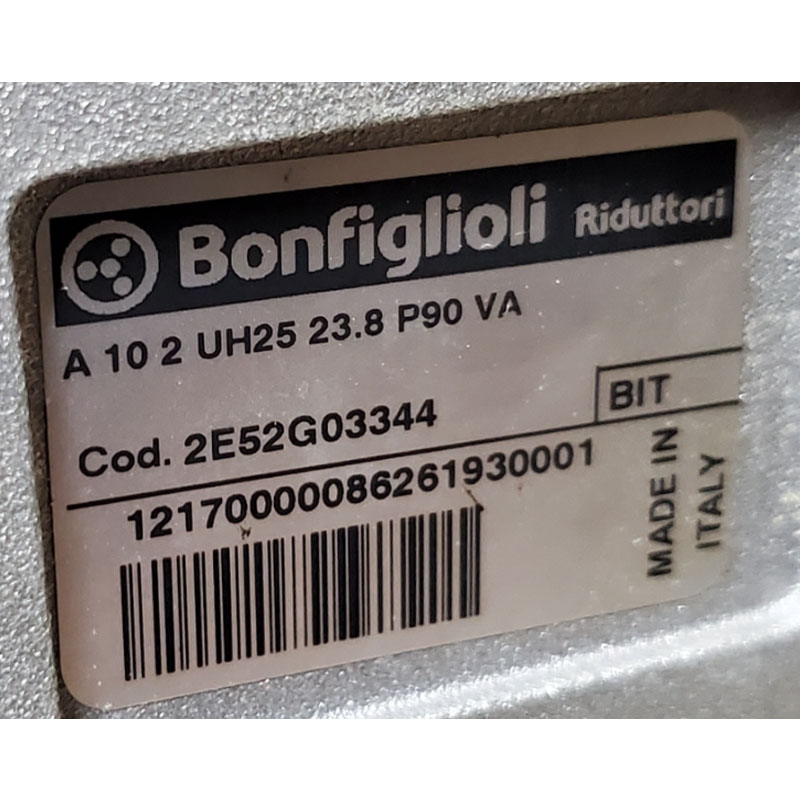 Bonfiglioli Riduttori
A 10 2 UH25 23.8 P90 VA
Cod. 2E52G03344
BIT
12170000086261930001
MADE IN
ITALY